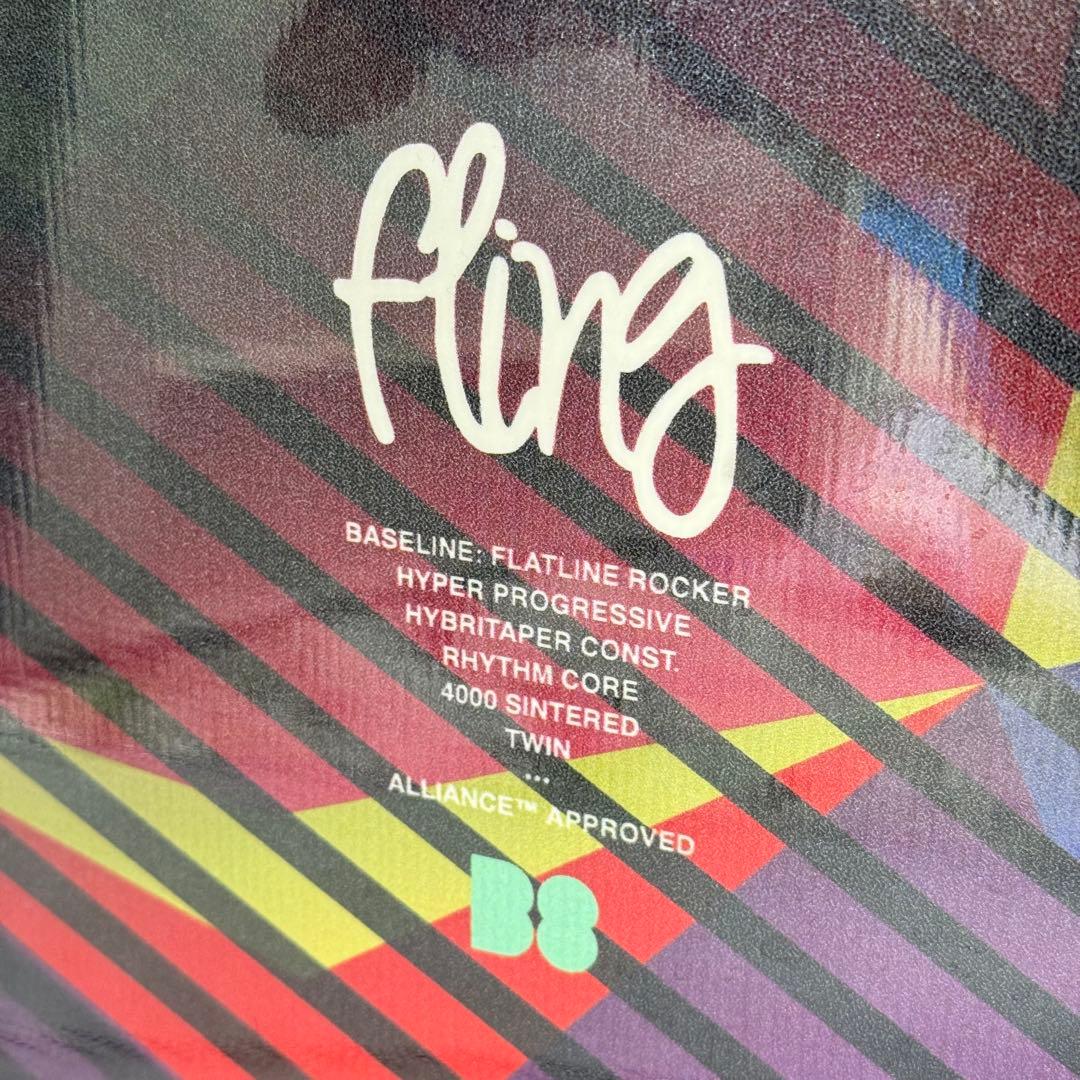 fling
BASELINE: FLATLINE ROCKER
HYPER PROGRESSIVE
HYBRITAPER CONST.
RHYTHM CORE
4000 SINTERED
TWIN
...
ALLIANCE™ APPROVED
B8